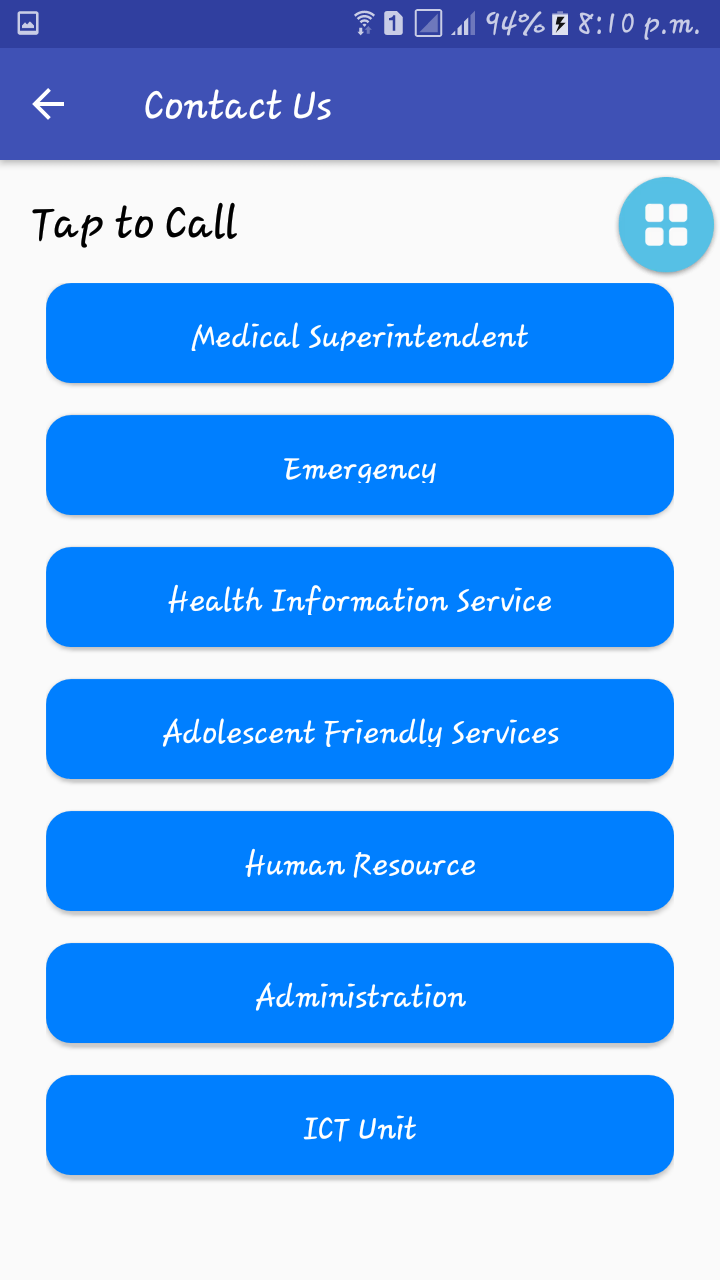 1 94% 8:10 p.m.
Contact Us
Tap to Call
Medical Superintendent
Emergency
Health Information Service
Adolescent Friendly Services
Human Resource
Administration
ICT Unit